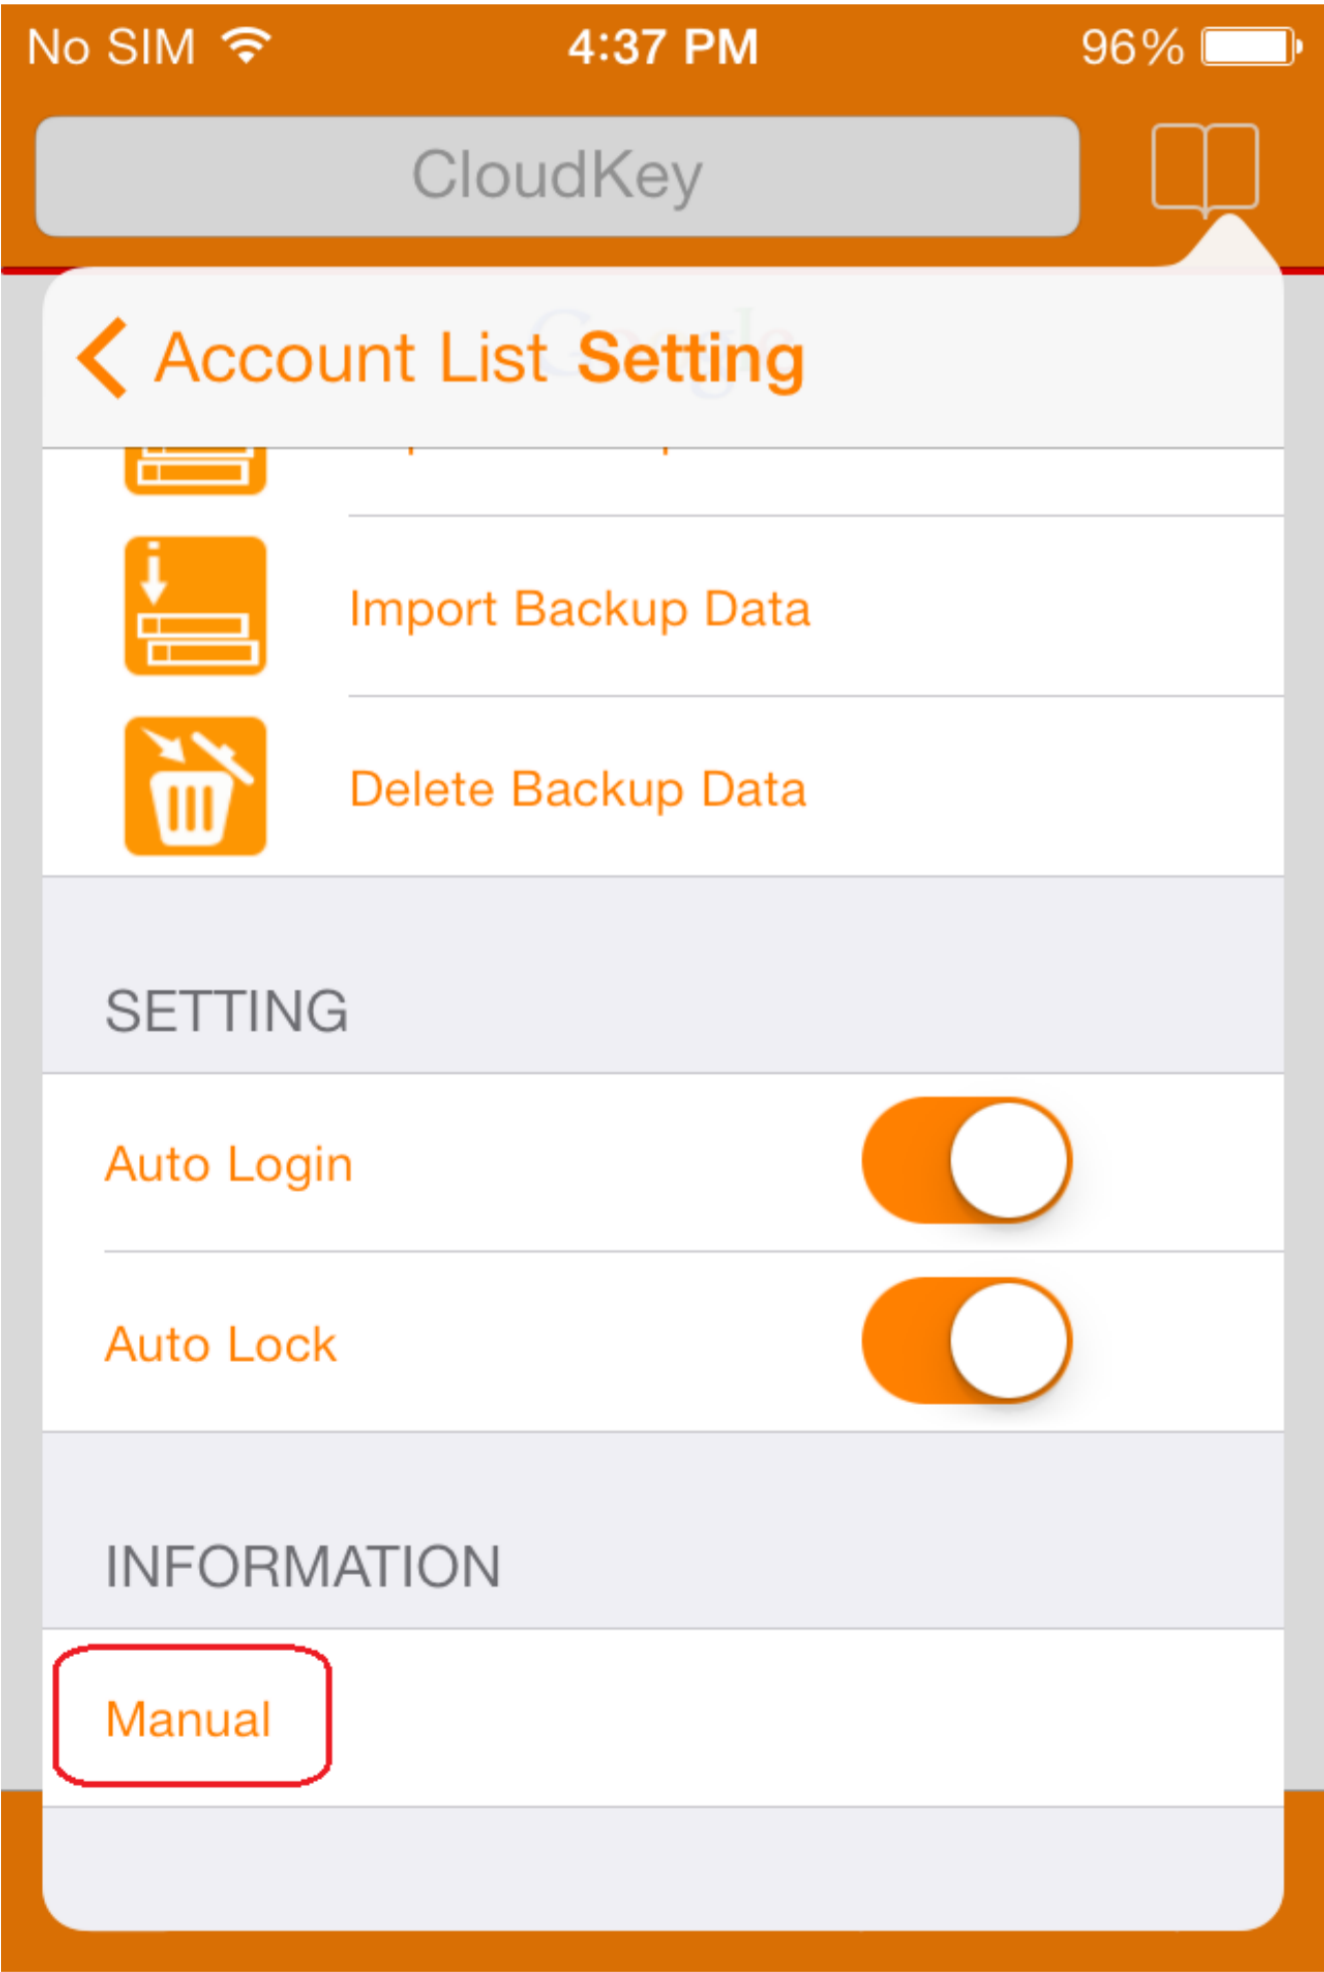 No SIM 4:37 PM 96%
CloudKey
Account List Setting
Import Backup Data
Delete Backup Data
SETTING
Auto Login
Auto Lock
INFORMATION
Manual